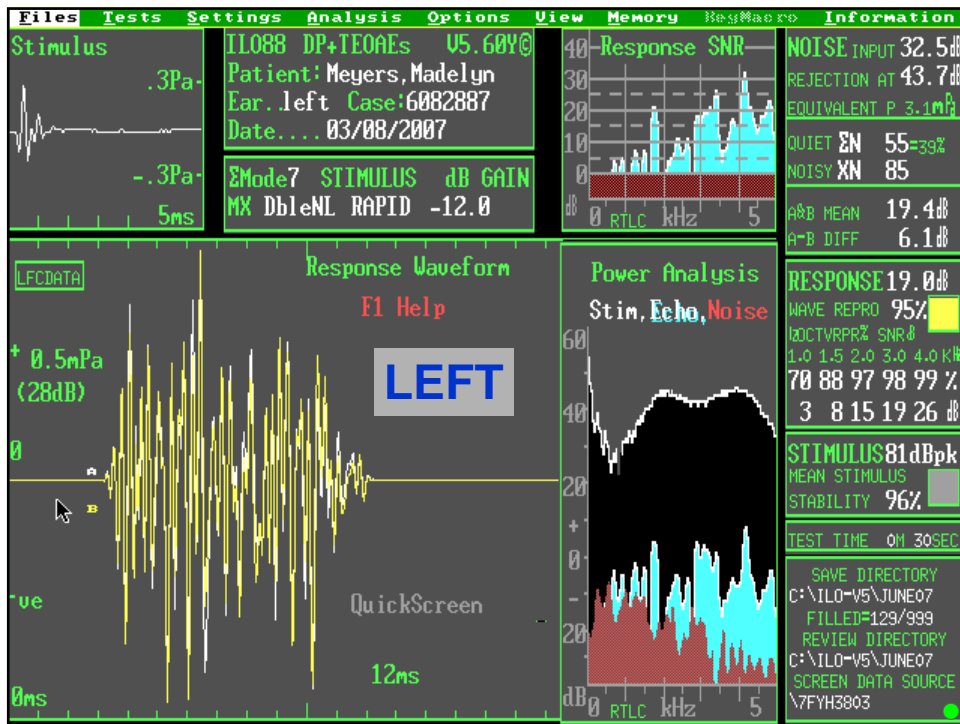 Files Tests Settings Analysis Options View Memory KeyMacro Information
Stimulus
.3Pa
-.3Pa
5ms
ILO88 DP+TEOAEs V5.60Y©
Patient: Meyers,Madelyn
Ear..left Case:6082887
Date.... 03/08/2007
ΣMode7 STIMULUS dB GAIN
MX DbleNL RAPID -12.0
Response SNR
40
30
20
10
0
dB 0 RTLC kHz 5
NOISE INPUT 32.5dB
REJECTION AT 43.7dB
EQUIVALENT P 3.1mPa
QUIET ΣN 55=39%
NOISY XN 85
A&B MEAN 19.4dB
A-B DIFF 6.1dB
LFCDATA
Response Waveform
F1 Help
+ 0.5mPa
(28dB)
LEFT
0
A
B
-ve
QuickScreen
12ms
0ms
Power Analysis
Stim,Echo,Noise
60
40
20
+
0
-
20
dB 0 RTLC kHz 5
RESPONSE 19.0dB
WAVE REPRO 95%
½OCTVRPR% SNRdB
1.0 1.5 2.0 3.0 4.0 KHz
70 88 97 98 99 %
3 8 15 19 26 dB
STIMULUS 81dBpk
MEAN STIMULUS
STABILITY 96%
TEST TIME 0M 30SEC
SAVE DIRECTORY
C:\ILO-V5\JUNE07
FILLED=129/999
REVIEW DIRECTORY
C:\ILO-V5\JUNE07
SCREEN DATA SOURCE
\7FYH3803